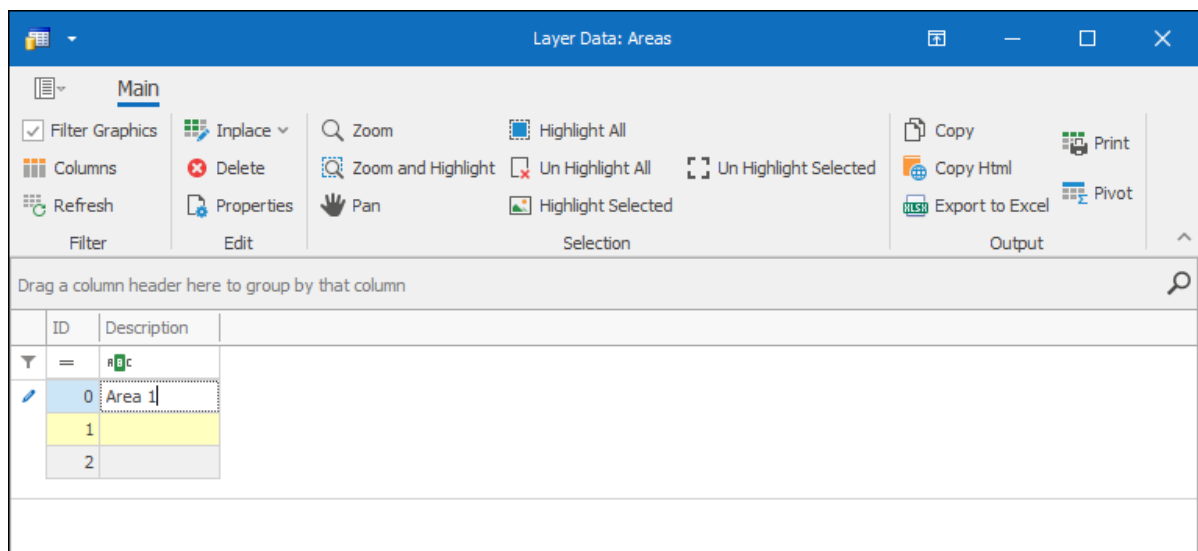 Layer Data: Areas
Main
Filter Graphics Inplace Zoom Highlight All Copy Print
Columns Delete Zoom and Highlight Un Highlight All Un Highlight Selected Copy Html
Refresh Properties Pan Highlight Selected XLSX Export to Excel Pivot
Filter Edit Selection Output
Drag a column header here to group by that column
ID Description
= ABC
0 Area 1
1
2